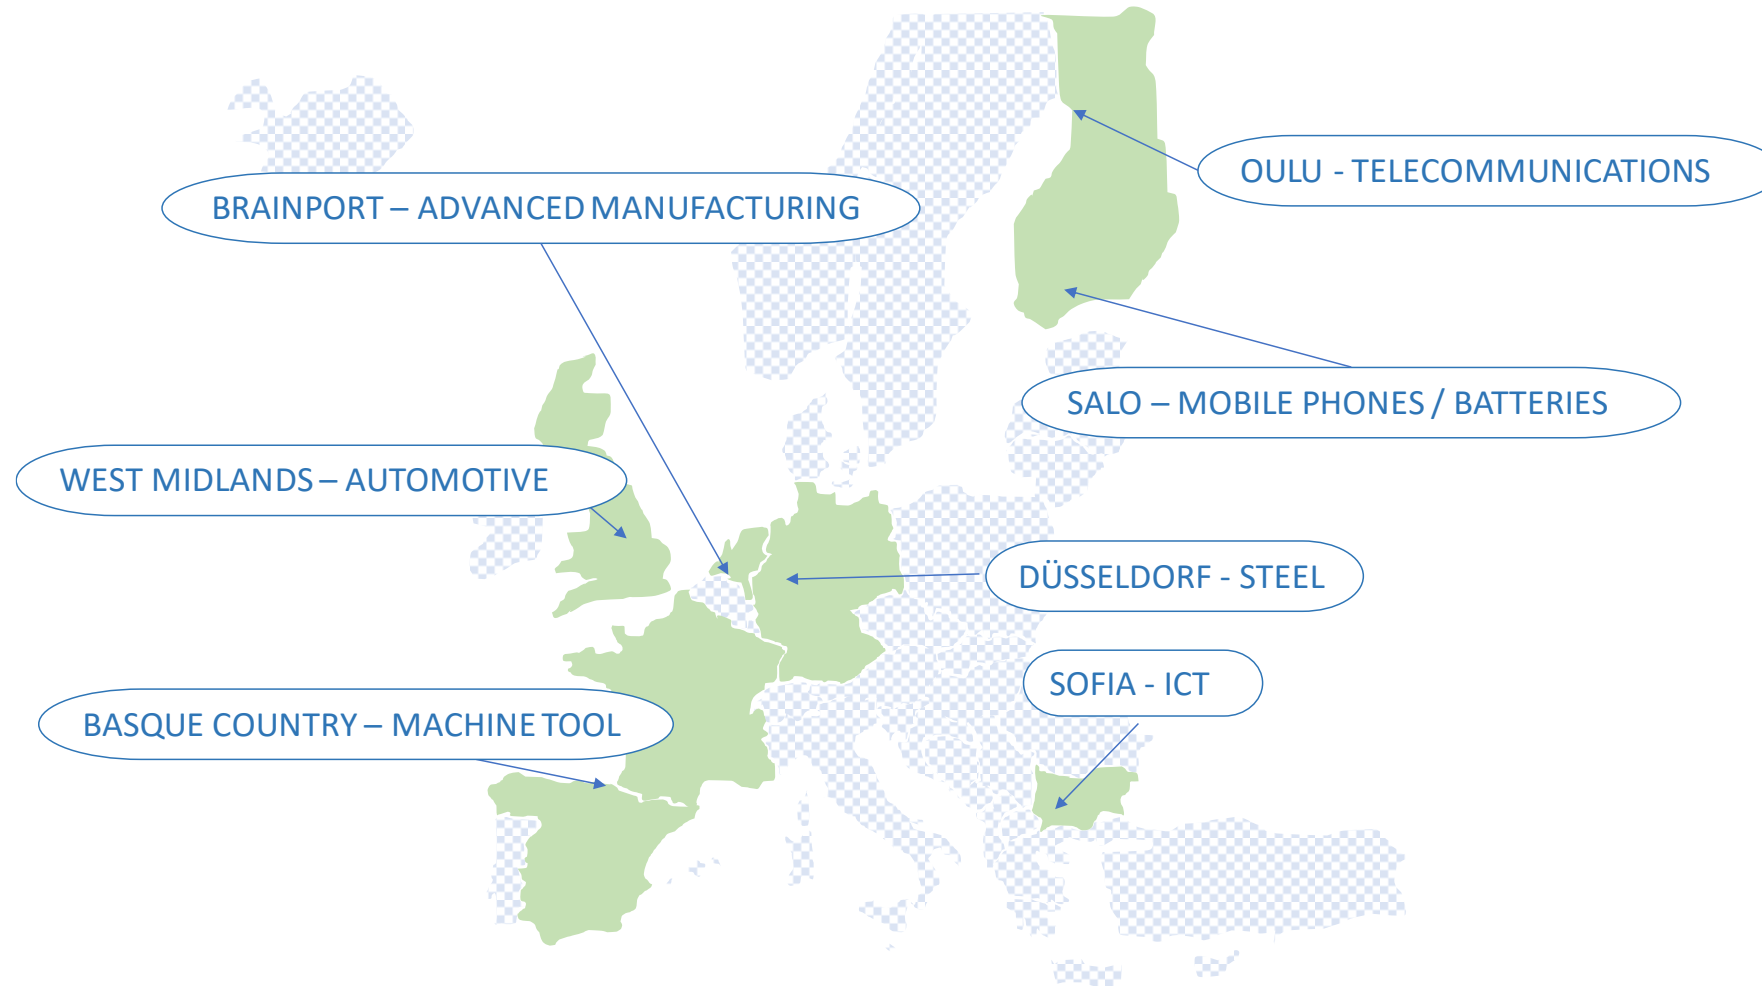 OULU - TELECOMMUNICATIONS
BRAINPORT – ADVANCED MANUFACTURING
SALO – MOBILE PHONES / BATTERIES
WEST MIDLANDS – AUTOMOTIVE
DÜSSELDORF - STEEL
SOFIA - ICT
BASQUE COUNTRY – MACHINE TOOL